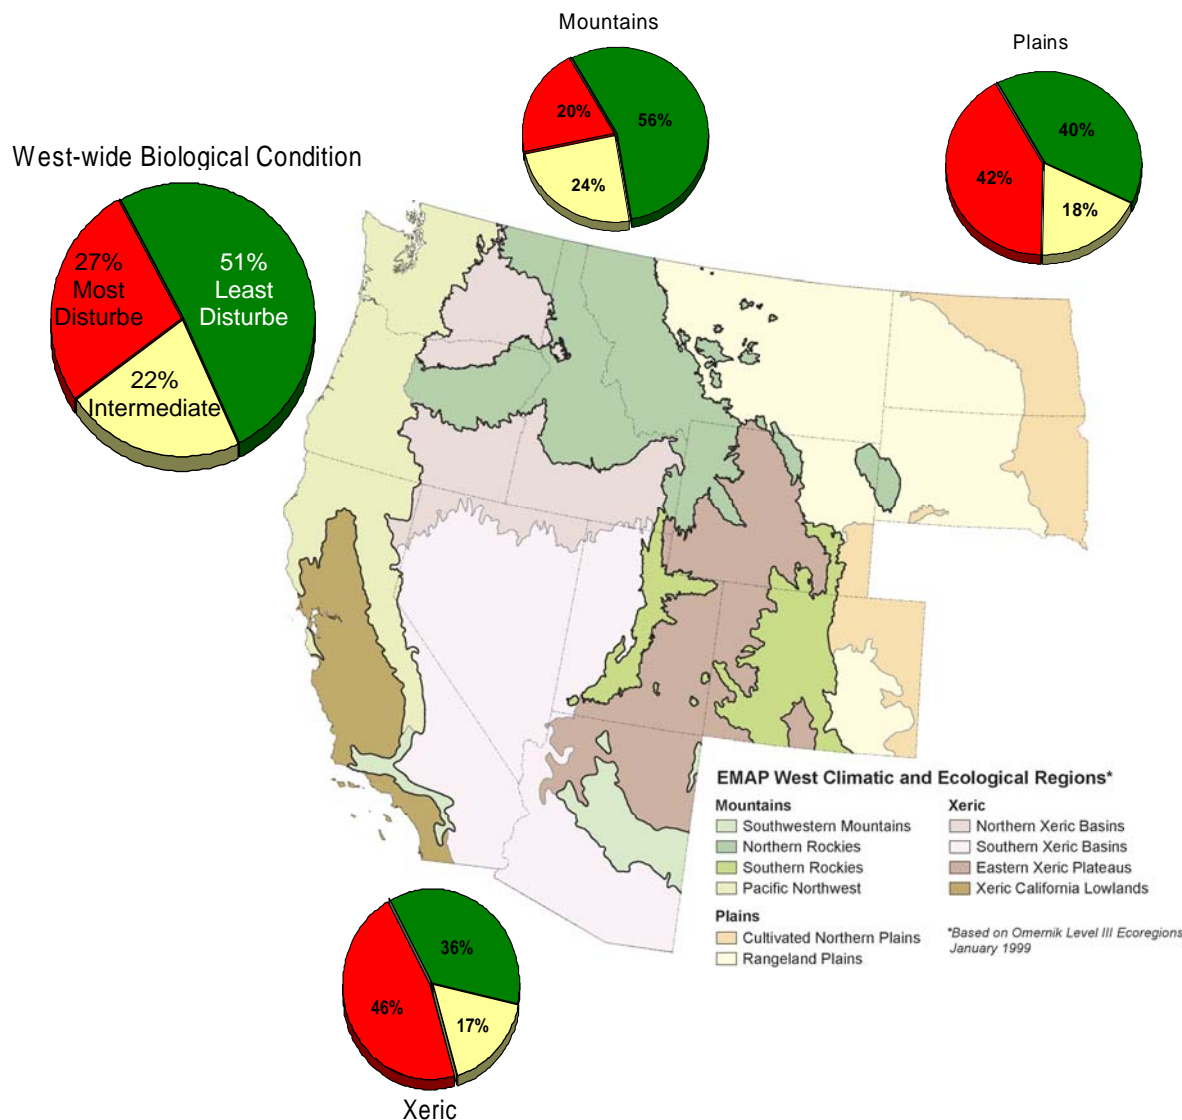 Mountains
20%
56%
24%
Plains
40%
42%
18%
West-wide Biological Condition
27%
Most
Disturbe
51%
Least
Disturbe
22%
Intermediate
EMAP West Climatic and Ecological Regions*
Mountains
Southwestern Mountains
Northern Rockies
Southern Rockies
Pacific Northwest
Plains
Cultivated Northern Plains
Rangeland Plains
Xeric
Northern Xeric Basins
Southern Xeric Basins
Eastern Xeric Plateaus
Xeric California Lowlands
*Based on Omernik Level III Ecoregions
January 1999
36%
46%
17%
Xeric